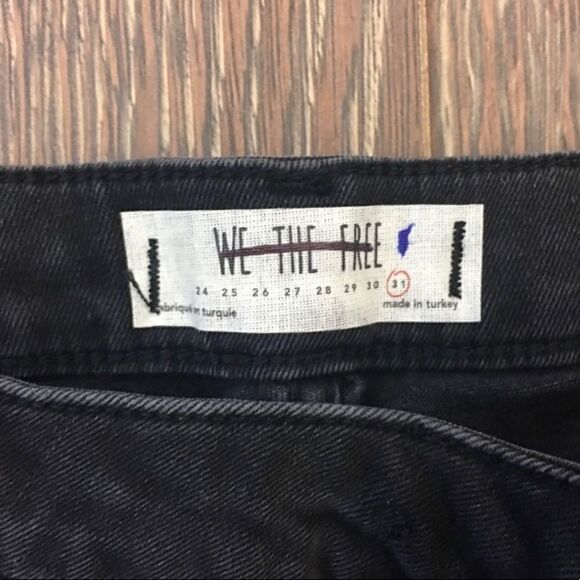 WE THE FREE
24 25 26 27 28 29 30 31
fabriqué en turquie
made in turkey